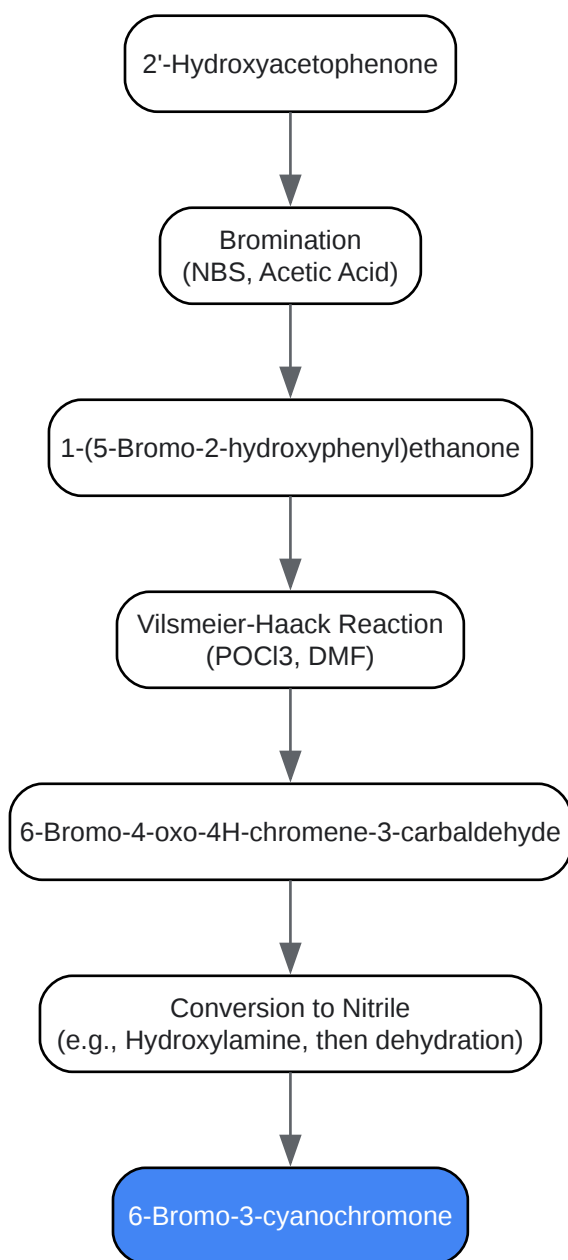 2'-Hydroxyacetophenone
Bromination
(NBS, Acetic Acid)
1-(5-Bromo-2-hydroxyphenyl)ethanone
Vilsmeier-Haack Reaction
(POCl3, DMF)
6-Bromo-4-oxo-4H-chromene-3-carbaldehyde
Conversion to Nitrile
(e.g., Hydroxylamine, then dehydration)
6-Bromo-3-cyanochromone